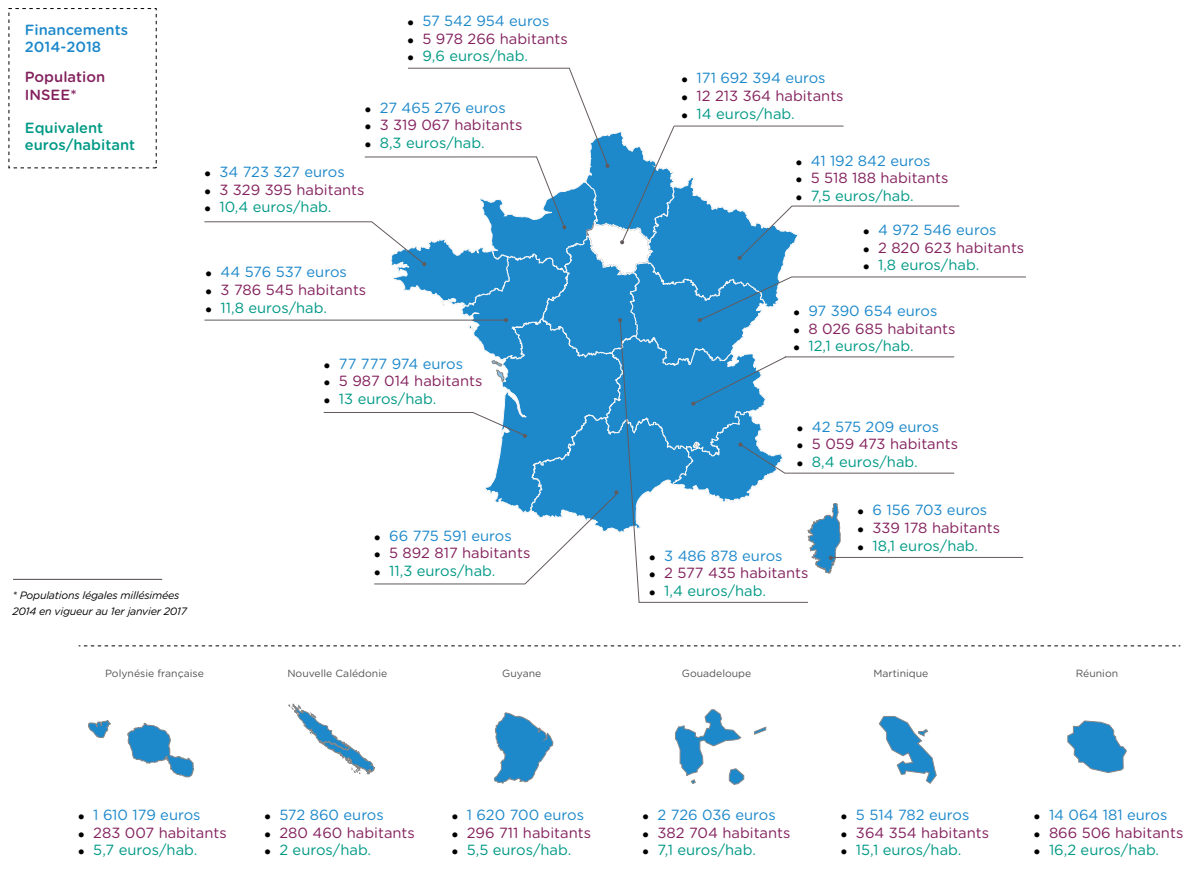 Financements
2014-2018
Population
INSEE*
Equivalent
euros/habitant
• 57 542 954 euros
• 5 978 266 habitants
• 9,6 euros/hab.
• 171 692 394 euros
• 12 213 364 habitants
• 14 euros/hab.
• 27 465 276 euros
• 3 319 067 habitants
• 8,3 euros/hab.
• 41 192 842 euros
• 5 518 188 habitants
• 7,5 euros/hab.
• 34 723 327 euros
• 3 329 395 habitants
• 10,4 euros/hab.
• 4 972 546 euros
• 2 820 623 habitants
• 1,8 euros/hab.
• 44 576 537 euros
• 3 786 545 habitants
• 11,8 euros/hab.
• 97 390 654 euros
• 8 026 685 habitants
• 12,1 euros/hab.
• 77 777 974 euros
• 5 987 014 habitants
• 13 euros/hab.
• 42 575 209 euros
• 5 059 473 habitants
• 8,4 euros/hab.
• 6 156 703 euros
• 339 178 habitants
• 18,1 euros/hab.
• 66 775 591 euros
• 5 892 817 habitants
• 11,3 euros/hab.
• 3 486 878 euros
• 2 577 435 habitants
• 1,4 euros/hab.
* Populations légales millésimées
2014 en vigueur au 1er janvier 2017
Polynésie française
• 1 610 179 euros
• 283 007 habitants
• 5,7 euros/hab.
Nouvelle Calédonie
• 572 860 euros
• 280 460 habitants
• 2 euros/hab.
Guyane
• 1 620 700 euros
• 296 711 habitants
• 5,5 euros/hab.
Gouadeloupe
• 2 726 036 euros
• 382 704 habitants
• 7,1 euros/hab.
Martinique
• 5 514 782 euros
• 364 354 habitants
• 15,1 euros/hab.
Réunion
• 14 064 181 euros
• 866 506 habitants
• 16,2 euros/hab.